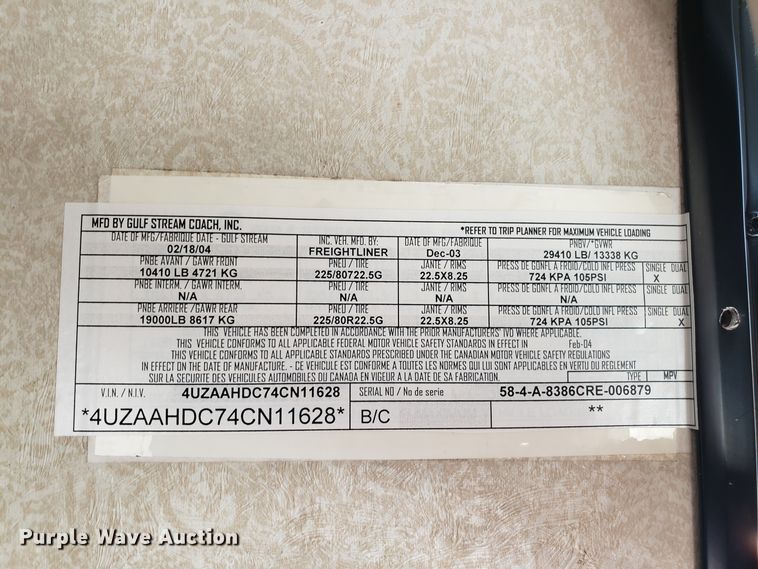 MFD BY GULF STREAM COACH, INC. *REFER TO TRIP PLANNER FOR MAXIMUM VEHICLE LOADING
DATE OF MFG/FABRIQUE DATE - GULF STREAM INC. VEH. MFG. BY: DATE OF MFG/FABRIQUE PNBV/*GVWR
02/18/04 FREIGHTLINER Dec-03 29410 LB/ 13338 KG
PNBE AVANT / GAWR FRONT PNEU / TIRE JANTE / RIMS PRESS DE GONFL A FROID/COLD INFL PRESS SINGLE DUAL
10410 LB 4721 KG 225/80722.5G 22.5X8.25 724 KPA 105PSI X
PNBE INTERM. / GAWR INTERM. PNEU / TIRE JANTE / RIMS PRESS DE GONFL A FROID/COLD INFL PRESS SINGLE DUAL
N/A N/A N/A N/A X
PNBE ARRIERE / GAWR REAR PNEU / TIRE JANTE / RIMS PRESS DE GONFL A FROID/COLD INFL PRESS SINGLE DUAL
19000LB 8617 KG 225/80R22.5G 22.5X8.25 724 KPA 105PSI X
THIS VEHICLE HAS BEEN COMPLETED IN ACCORDANCE WITH THE PRIOR MANUFACTURERS' IVD WHERE APPLICABLE.
THIS VEHICLE CONFORMS TO ALL APPLICABLE FEDERAL MOTOR VEHICLE SAFETY STANDARDS IN EFFECT IN Feb-04
THIS VEHICLE CONFORMS TO ALL APPLICABLE STANDARDS PRESCRIBED UNDER THE CANADIAN MOTOR VEHICLE SAFETY REGULATIONS
IN EFFECT ON THE DATE OF MANUFACTURE. - CE VEHICULE EST CONFORME A TOUTES LES NORMES QUI LUI SONT APPLICABLES EN VERTU DU REGLEMENT
SUR LA SECURITE DES VEHICULES AUTOMOBILES DU CANADA EN VIGEUR A LA DATE DE SA FABRICATION. TYPE MPV
V.I.N. / N.I.V. 4UZAAHDC74CN11628 SERIAL NO / No de serie 58-4-A-8386CRE-006879
*4UZAAHDC74CN11628* B/C **
Purple Wave Auction